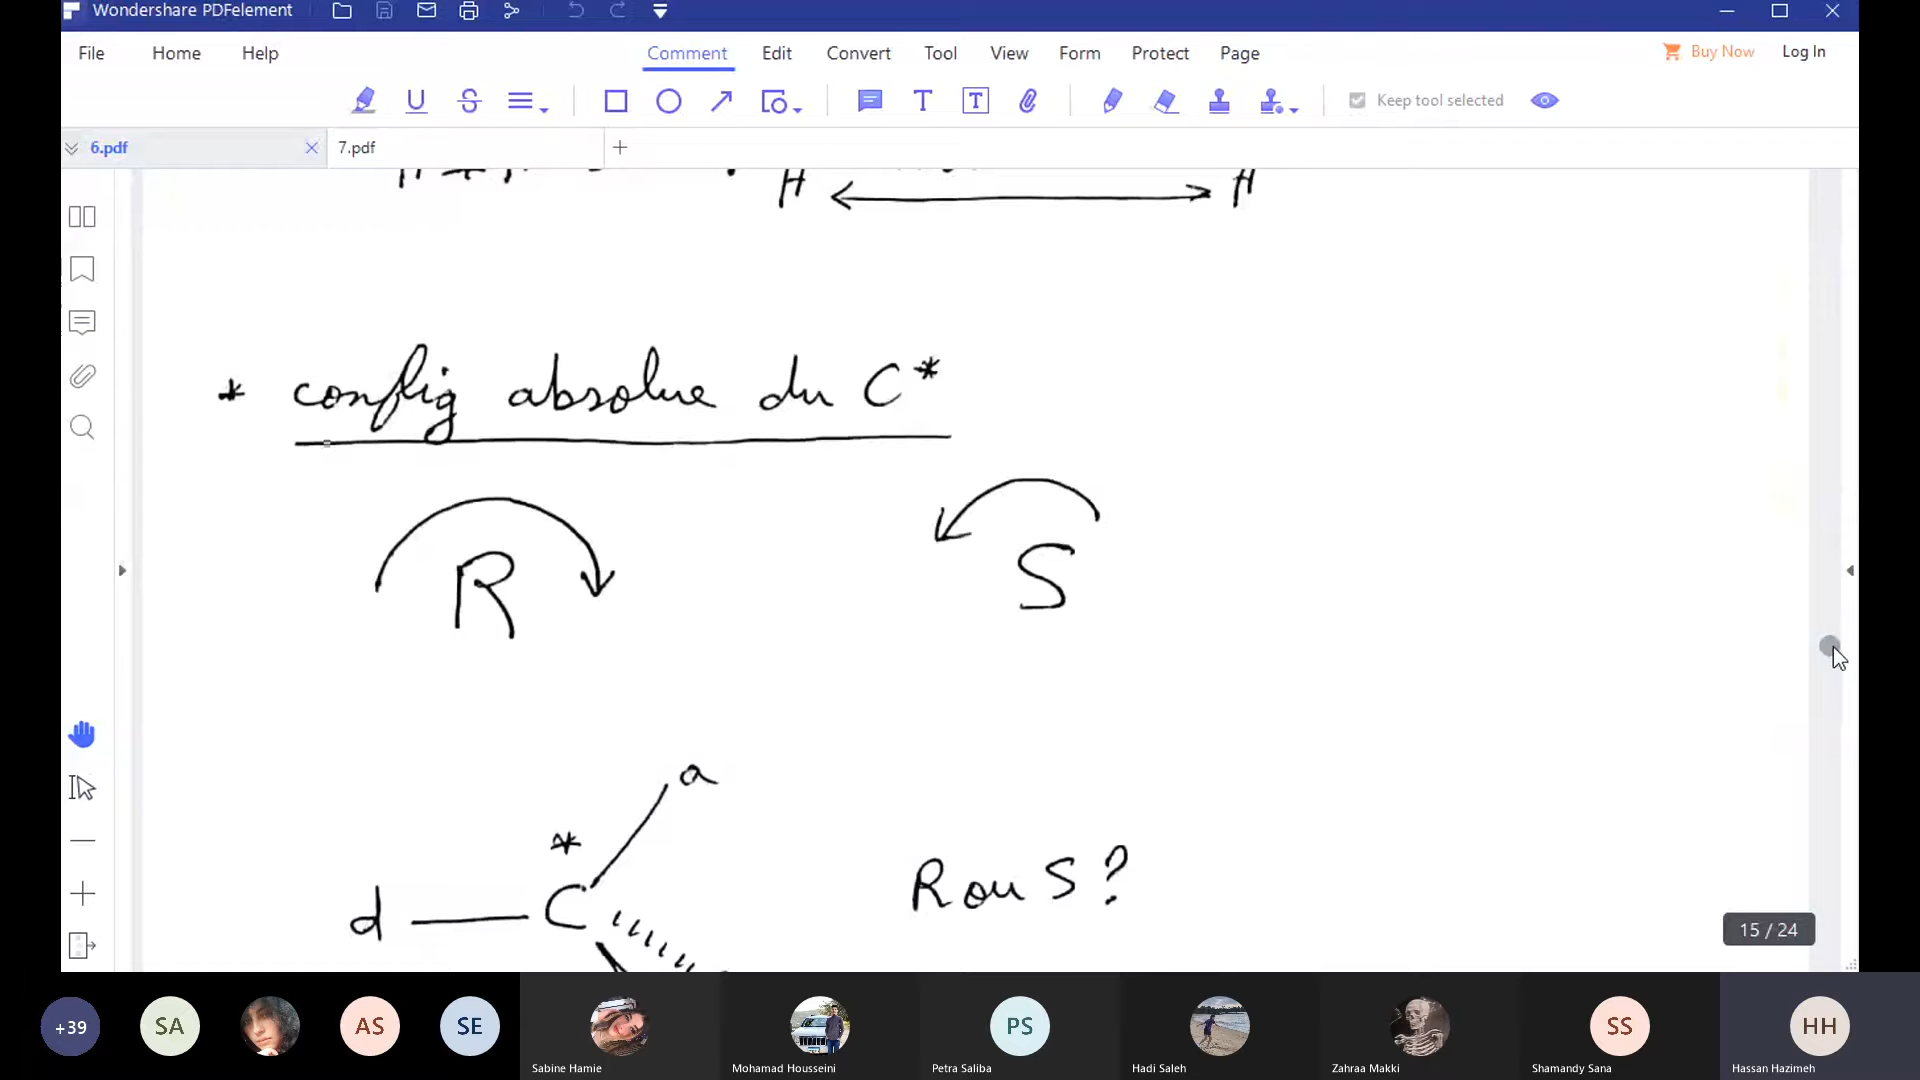 Wondershare PDFelement
File Home Help Comment Edit Convert Tool View Form Protect Page Buy Now Log In
Keep tool selected
6.pdf 7.pdf
H H
* config absolue du C*
R S
a
*
d C R ou S ?
15 / 24
+39 SA AS SE PS SS HH
Sabine Hamie Mohamad Housseini Petra Saliba Hadi Saleh Zahraa Makki Shamandy Sana Hassan Hazimeh